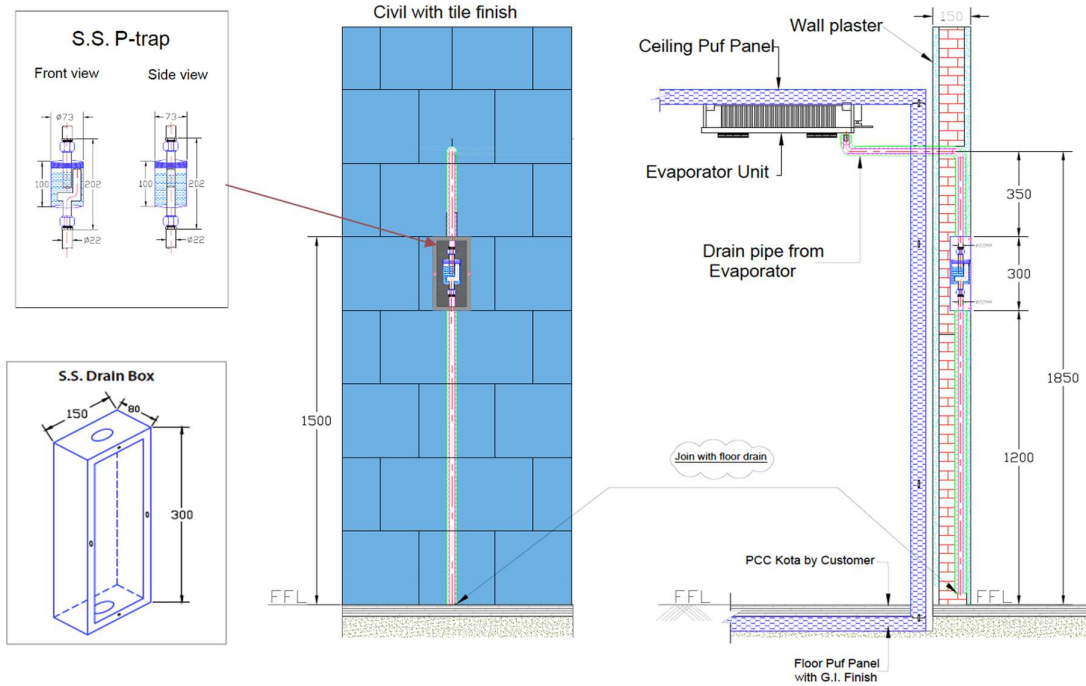 S.S. P-trap
Front view
Side view
ø73
73
100
202
100
202
ø22
ø22
S.S. Drain Box
150
80
300
Civil with tile finish
1500
FFL
Join with floor drain
150
Wall plaster
Ceiling Puf Panel
Evaporator Unit
Drain pipe from
Evaporator
350
300
1850
1200
PCC Kota by Customer
FFL
FFL
Floor Puf Panel
with G.I. Finish